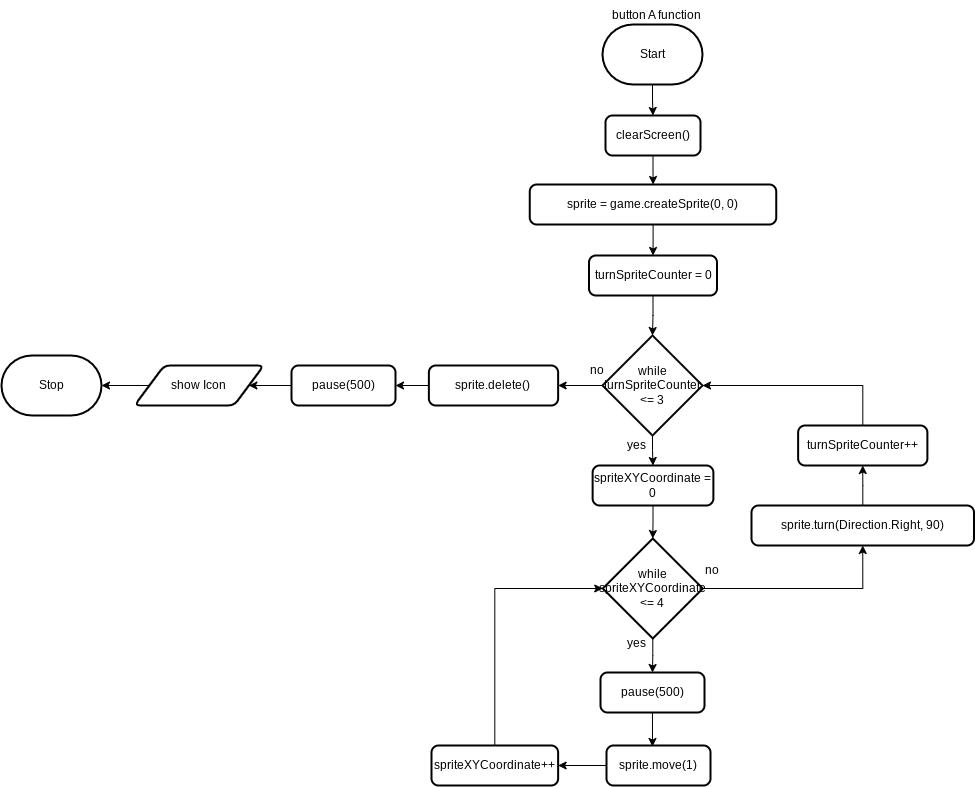 button A function
Start
clearScreen()
sprite = game.createSprite(0, 0)
turnSpriteCounter = 0
while
turnSpriteCounter
<= 3
no
sprite.delete()
pause(500)
show Icon
Stop
yes
spriteXYCoordinate =
0
while
spriteXYCoordinate
<= 4
no
sprite.turn(Direction.Right, 90)
turnSpriteCounter++
yes
pause(500)
sprite.move(1)
spriteXYCoordinate++